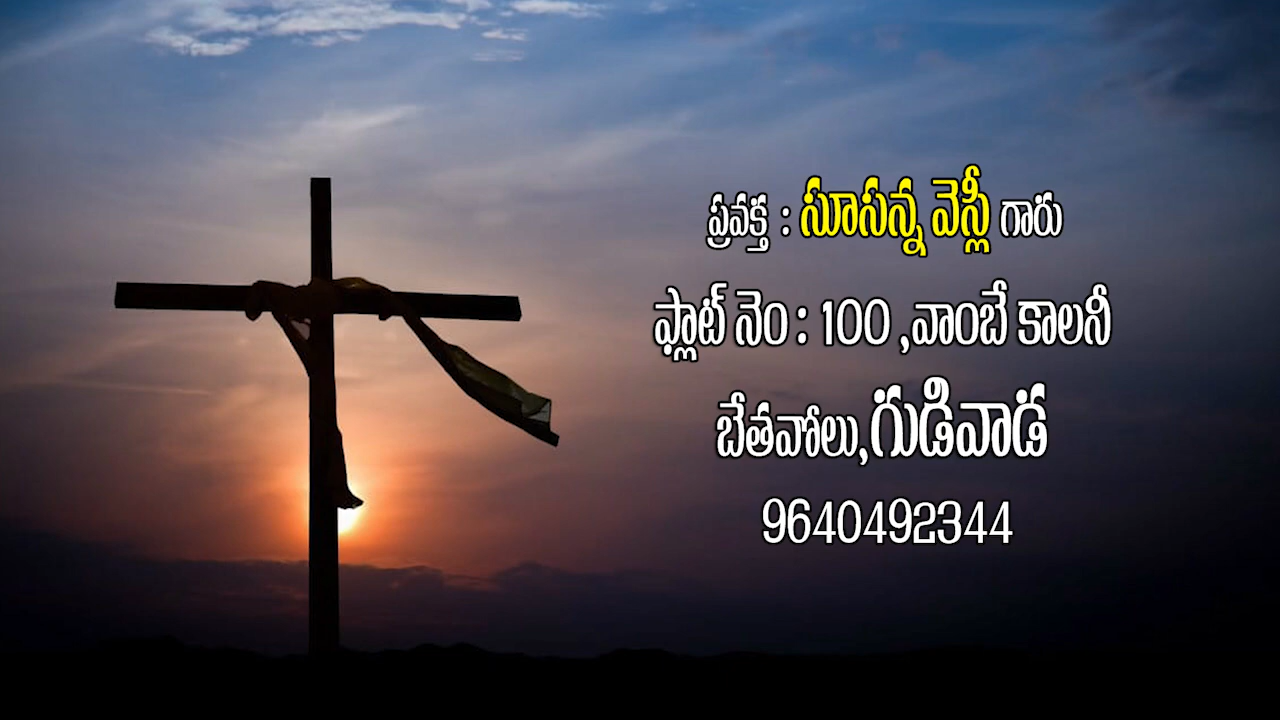 ప్రవక్త : సూసన్న వెస్లీ గారు
ఫ్లాట్ నెం : 100 ,వాంబే కాలనీ
బేతవోలు,గుడివాడ
9640492344